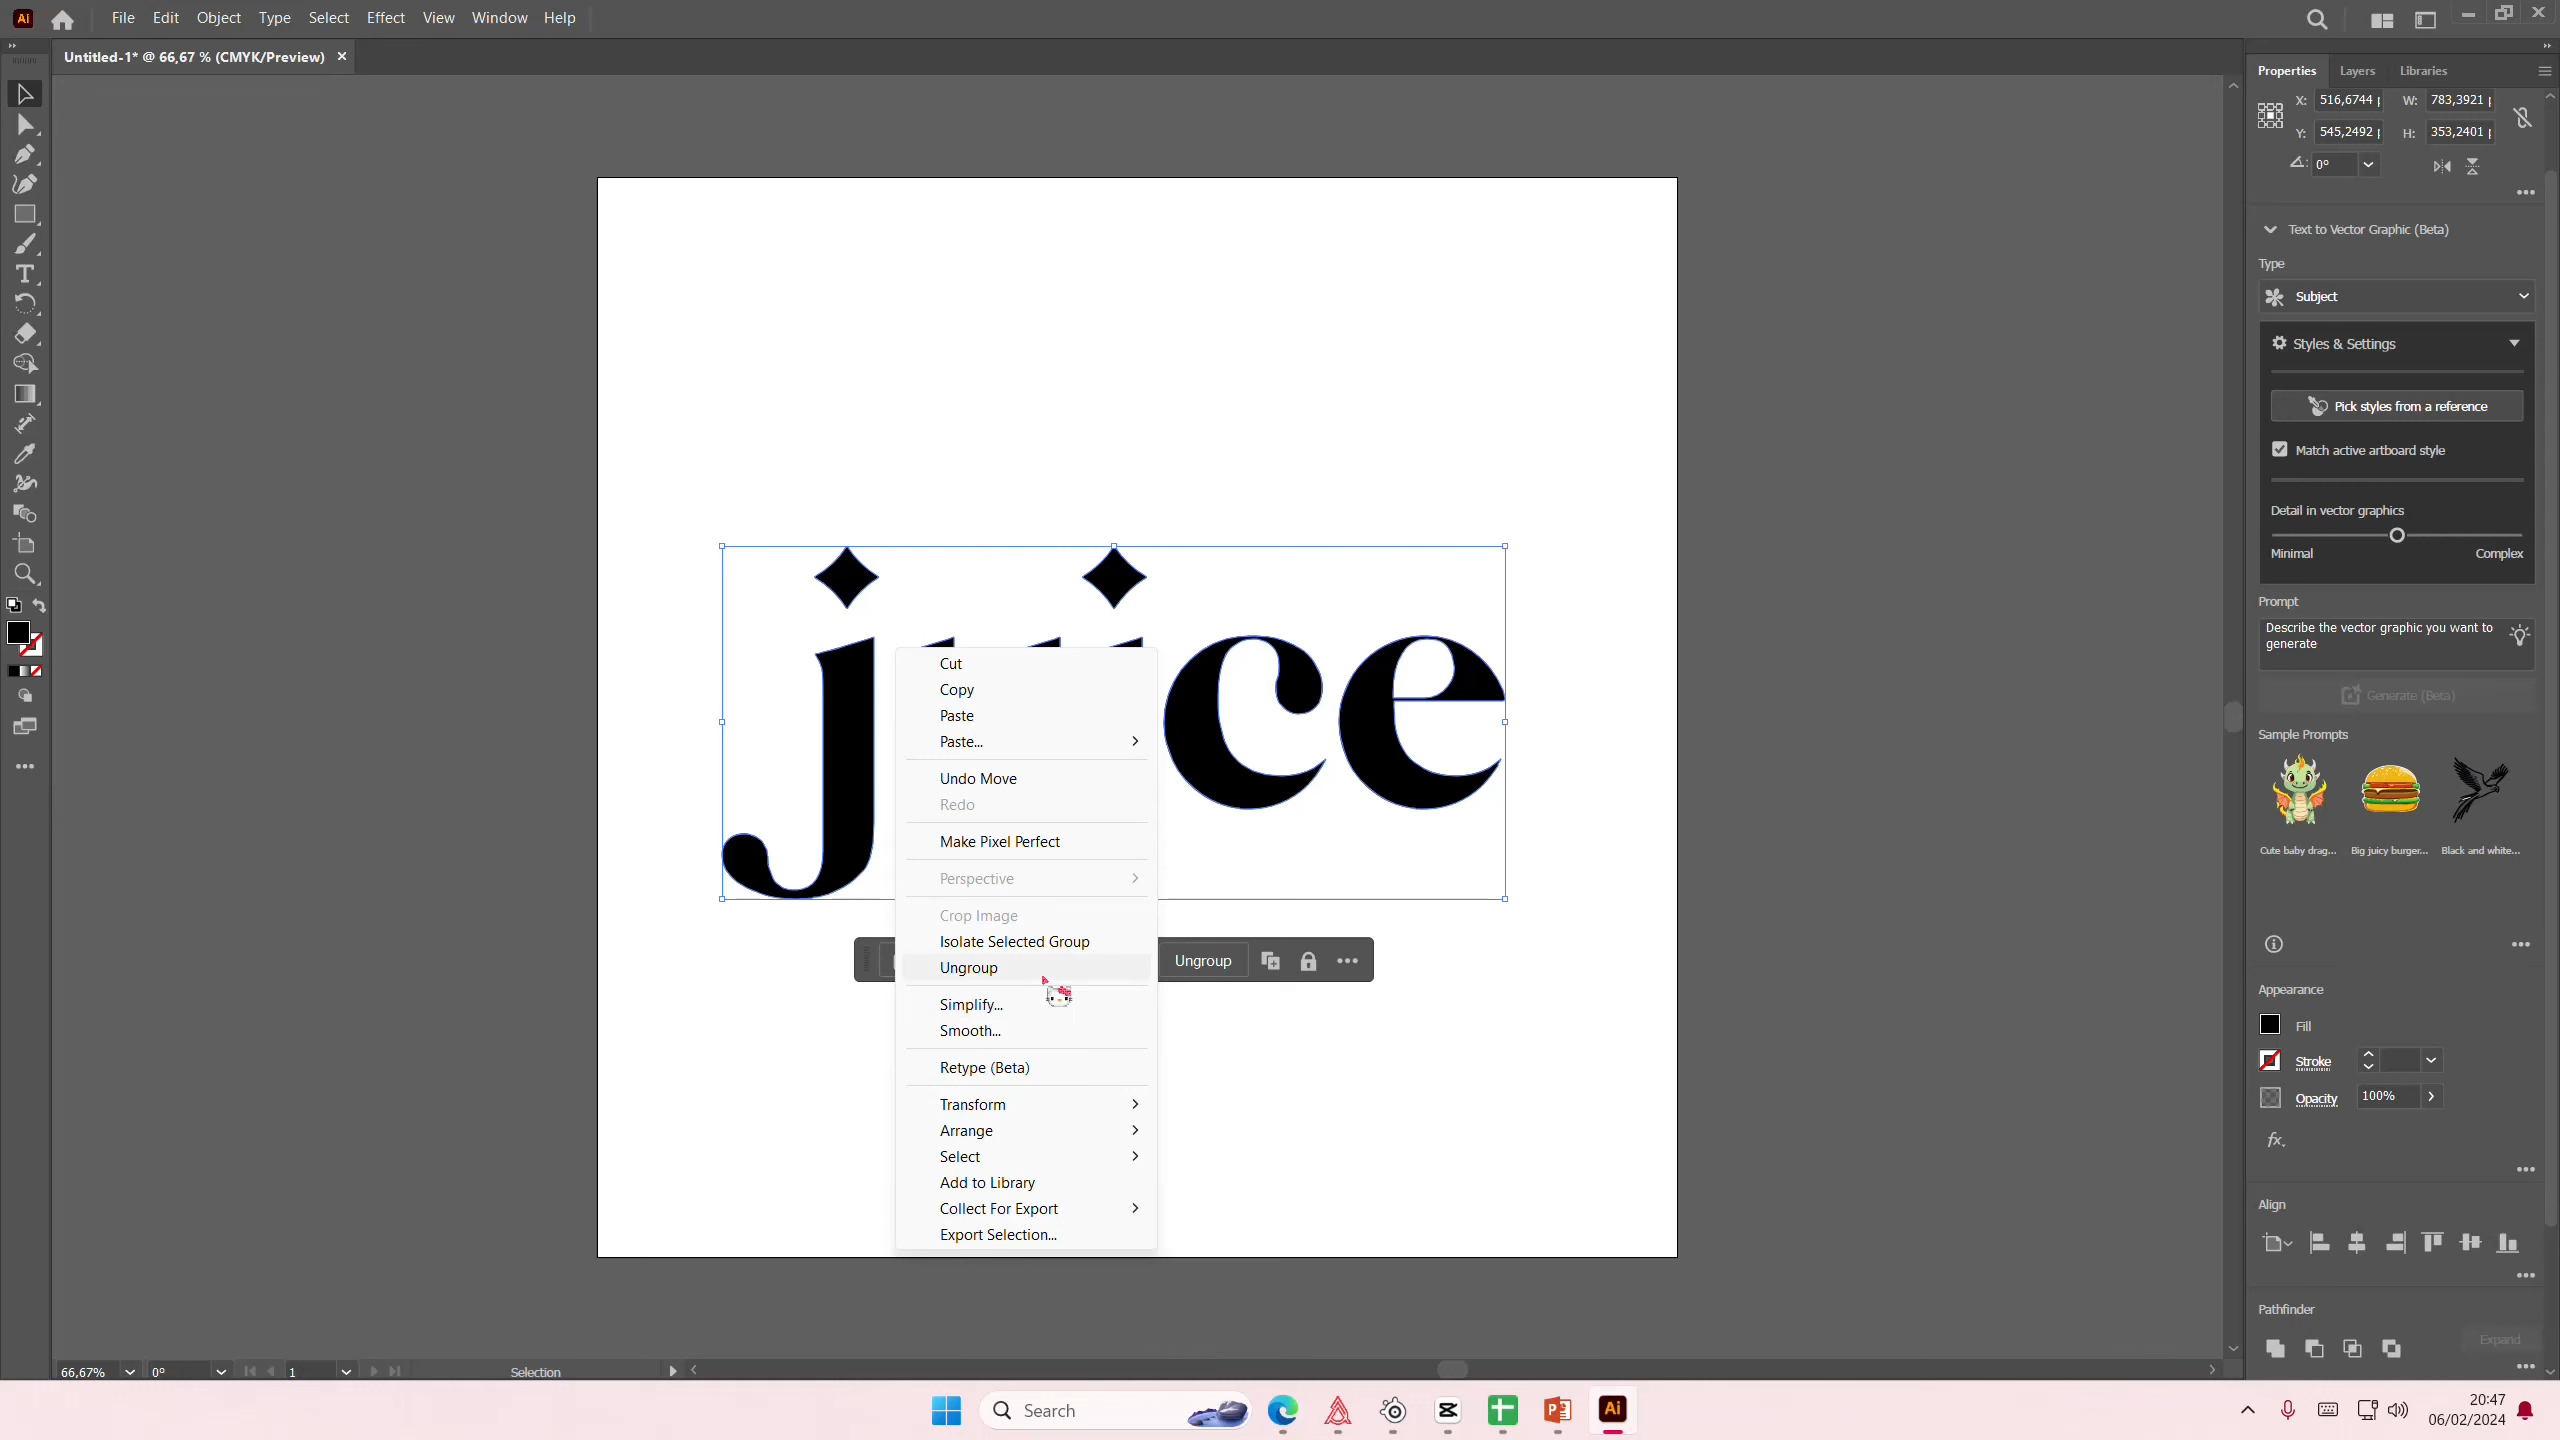 Ai
File Edit Object Type Select Effect View Window Help
Untitled-1* @ 66,67 % (CMYK/Preview)
Properties Layers Libraries
X: 516,6744 p W: 783,3921 p
Y: 545,2492 p H: 353,2401 p
0°
Text to Vector Graphic (Beta)
Type
Subject
Styles & Settings
Pick styles from a reference
Match active artboard style
Detail in vector graphics
Minimal Complex
Prompt
Describe the vector graphic you want to
generate
Generate (Beta)
Sample Prompts
Cute baby drag... Big juicy burger... Black and white...
Appearance
Fill
Stroke
Opacity 100%
fx.
Align
Pathfinder
Expand
juice
Cut
Copy
Paste
Paste...
Undo Move
Redo
Make Pixel Perfect
Perspective
Crop Image
Isolate Selected Group
Ungroup
Simplify...
Smooth...
Retype (Beta)
Transform
Arrange
Select
Add to Library
Collect For Export
Export Selection...
Ungroup
66,67% 0° 1 Selection
Search
Ai
20:47
06/02/2024